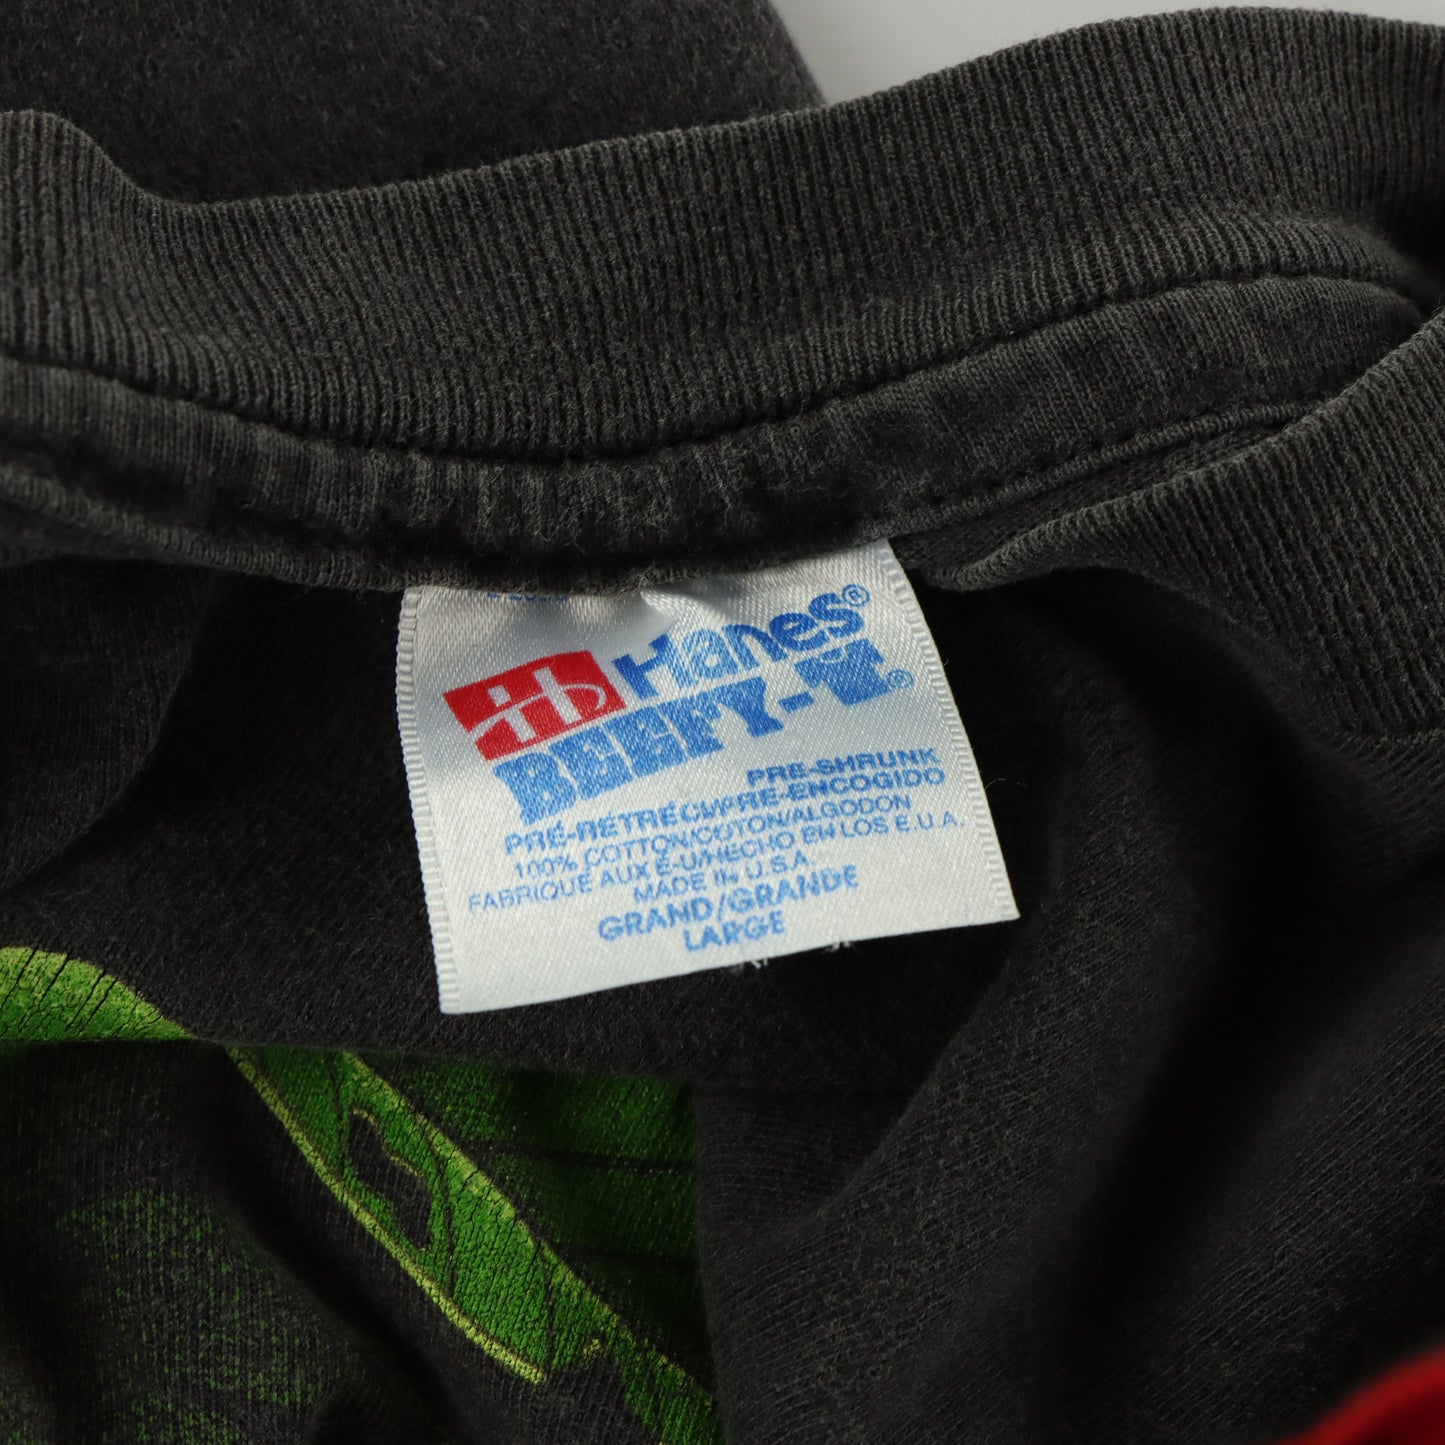 hb Hanes®
BEEFY-T®
PRE-SHRUNK
PRÉ-RÉTRÉCI/PRE-ENCOGIDO
100% COTTON/COTON/ALGODON
FABRIQUÉ AUX É-U/HECHO EN LOS E.U.A.
MADE IN U.S.A.
GRAND/GRANDE
LARGE